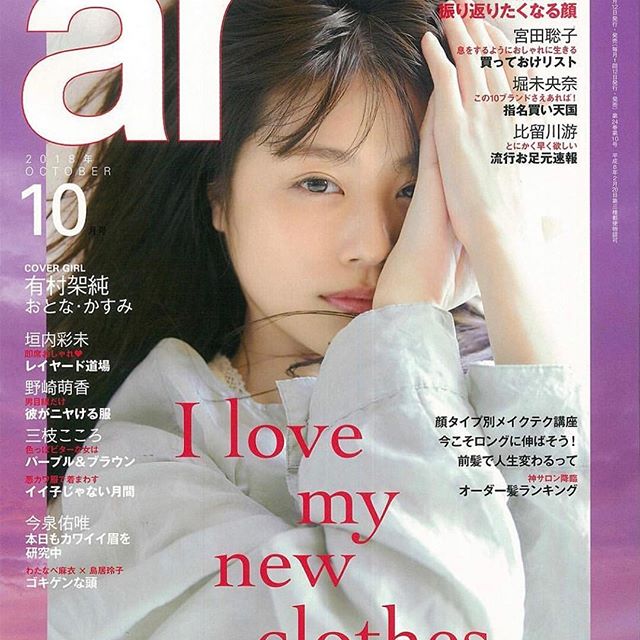 ar
2018年
OCTOBER
10
月号
COVER GIRL
有村架純
おとな・かすみ
垣内彩未
即席おしゃれ♥
レイヤード道場
野崎萌香
男目線だけ
彼がニヤける服
三枝こころ
色っぽビターな女は
パープル&ブラウン
悪カワ服で着まわす
イイ子じゃない月間
今泉佑唯
本日もカワイイ眉を
研究中
わたなべ麻衣 × 鳥居玲子
ゴキゲンな頭
振り返りたくなる顔
宮田聡子
息をするようにおしゃれに生きる
買っておけリスト
堀未央奈
この10ブランドさえあれば!
指名買い天国
比留川游
とにかく早く欲しい
流行お足元速報
I love
my
new
clothes
顔タイプ別メイクテク講座
今こそロングに伸ばそう!
前髪で人生変わるって
神サロン降臨
オーダー髪ランキング